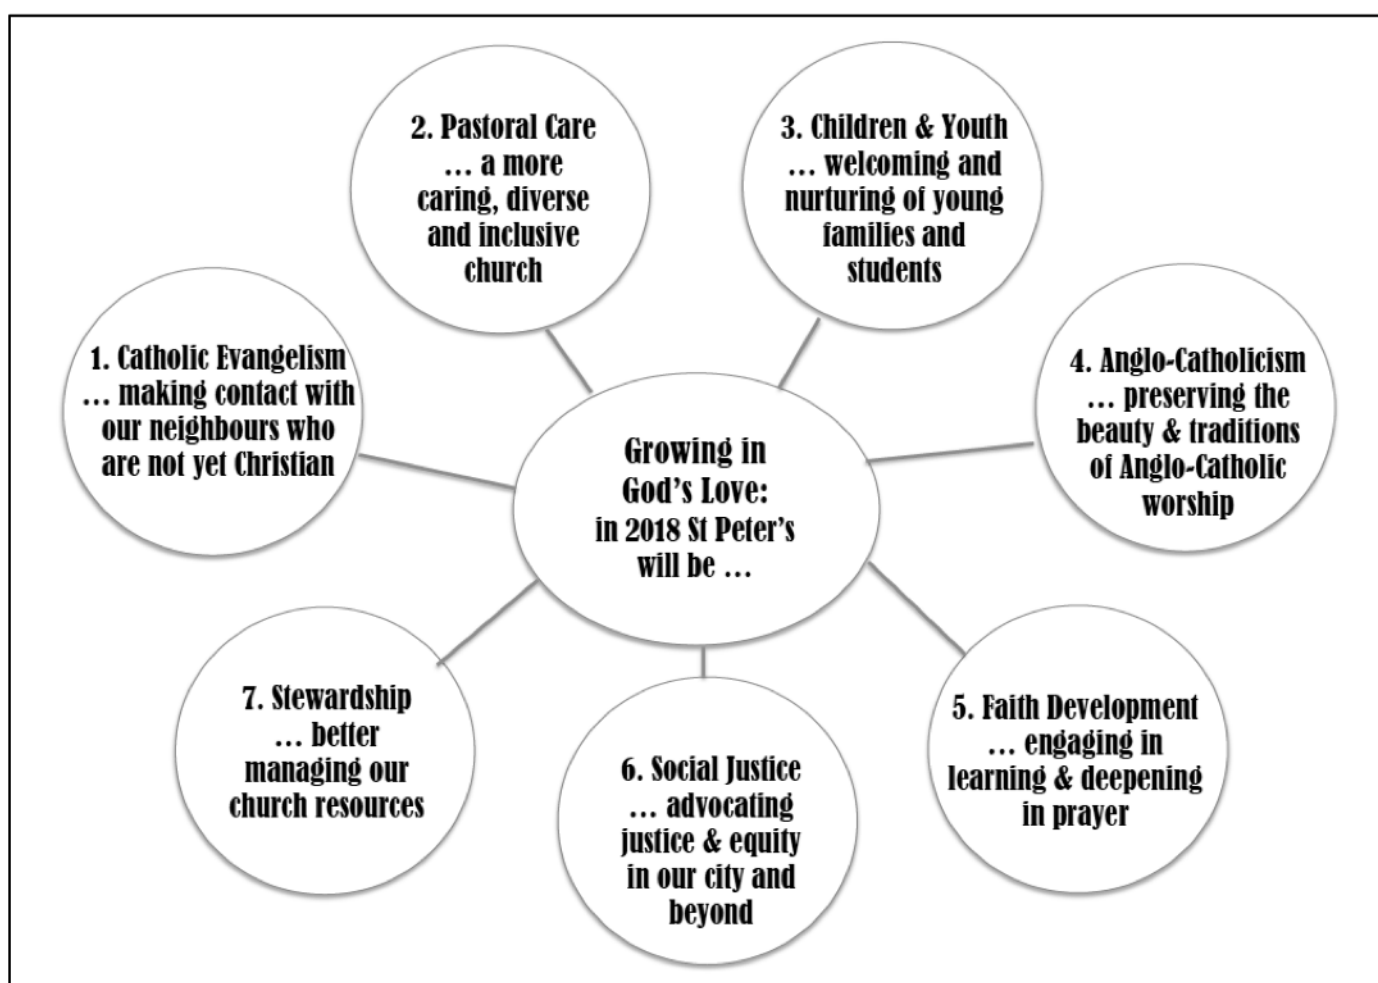 2. Pastoral Care
… a more
caring, diverse
and inclusive
church
3. Children & Youth
… welcoming and
nurturing of young
families and
students
1. Catholic Evangelism
… making contact with
our neighbours who
are not yet Christian
4. Anglo-Catholicism
… preserving the
beauty & traditions
of Anglo-Catholic
worship
Growing in
God’s Love:
in 2018 St Peter’s
will be …
7. Stewardship
… better
managing our
church resources
6. Social Justice
… advocating
justice & equity
in our city and
beyond
5. Faith Development
… engaging in
learning & deepening
in prayer